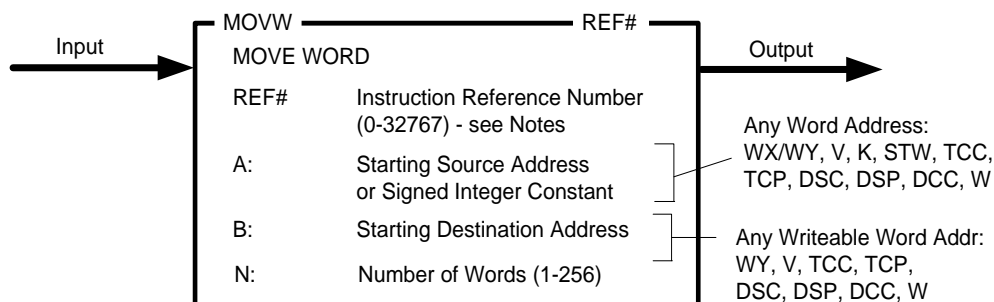 MOVW REF#
Input
MOVE WORD
Output
REF# Instruction Reference Number
(0-32767) - see Notes
A: Starting Source Address
or Signed Integer Constant
Any Word Address:
WX/WY, V, K, STW, TCC,
TCP, DSC, DSP, DCC, W
B: Starting Destination Address
N: Number of Words (1-256)
Any Writeable Word Addr:
WY, V, TCC, TCP,
DSC, DSP, DCC, W